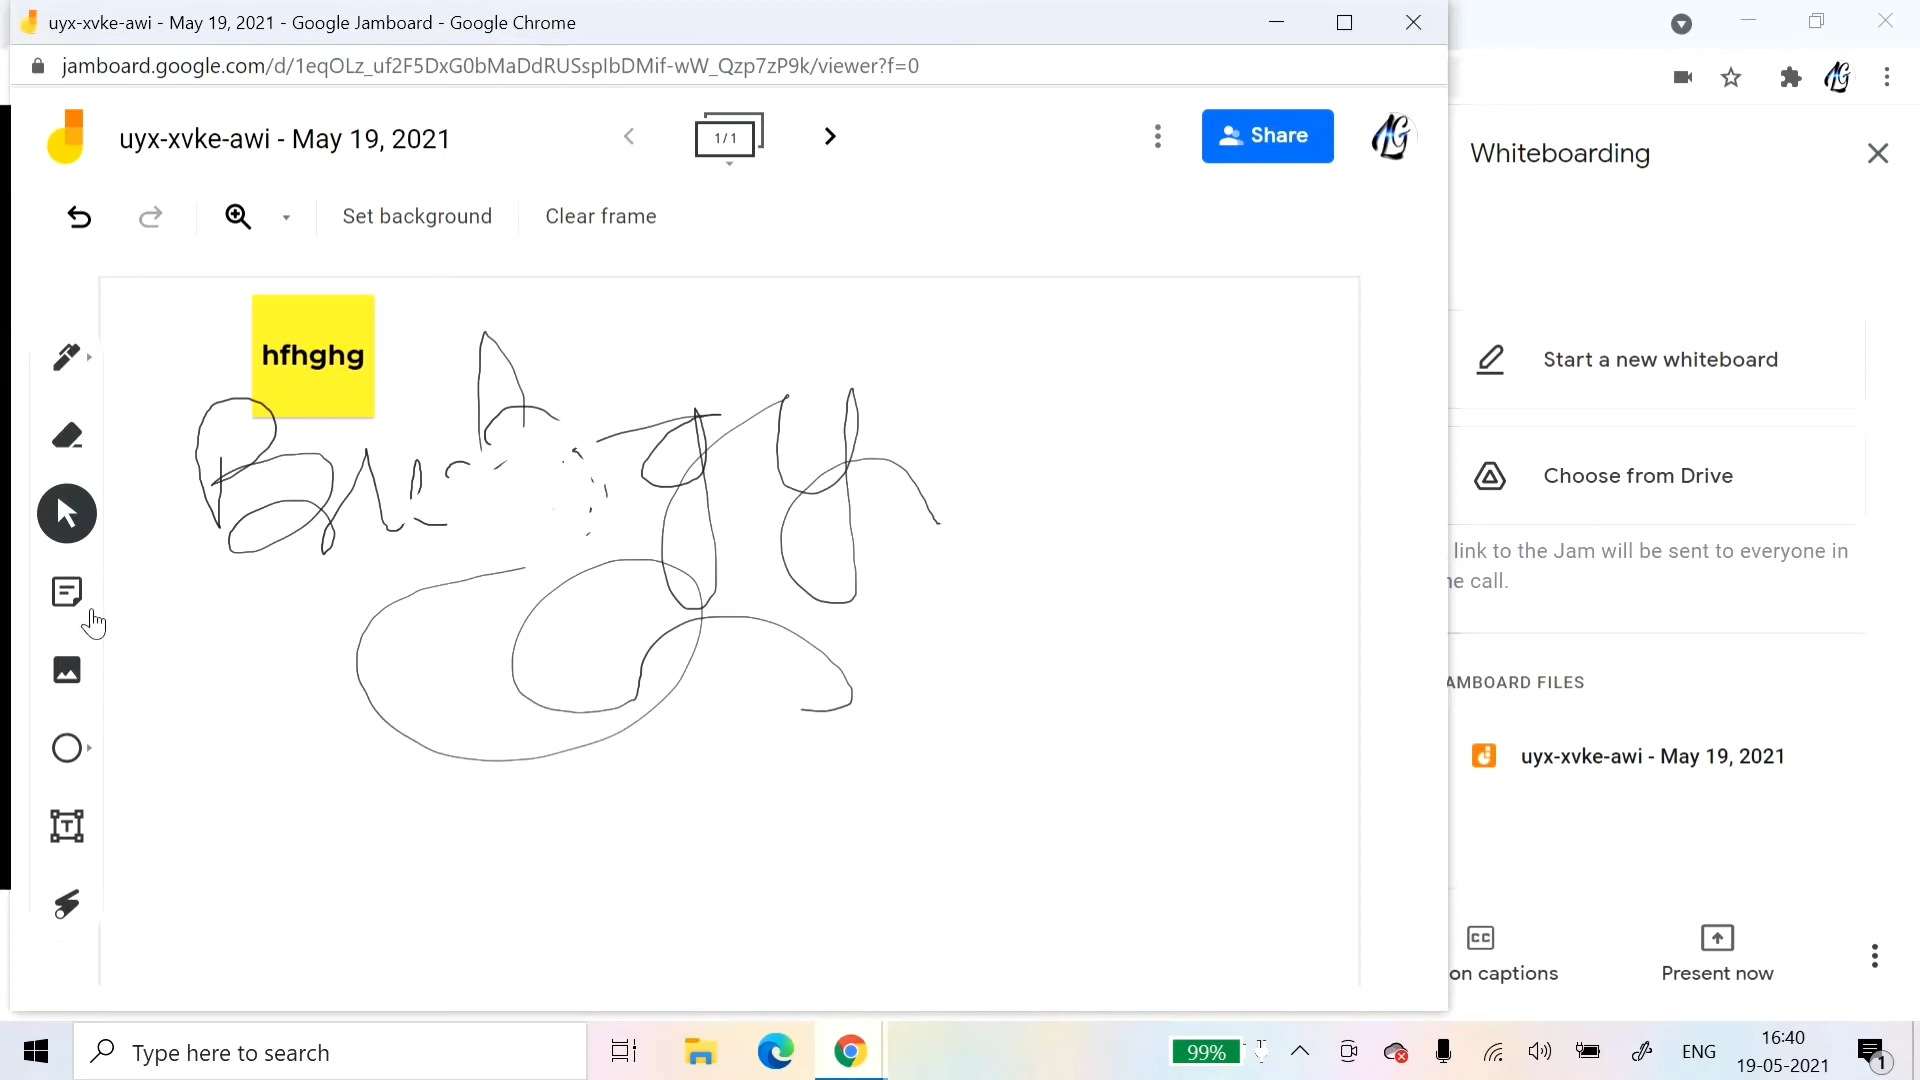 uyx-xvke-awi - May 19, 2021 - Google Jamboard - Google Chrome
jamboard.google.com/d/1eqOLz_uf2F5DxG0bMaDdRUSspIbDMif-wW_Qzp7zP9k/viewer?f=0
uyx-xvke-awi - May 19, 2021
1/1
Share
Whiteboarding
Set background
Clear frame
hfhghg
Start a new whiteboard
Choose from Drive
link to the Jam will be sent to everyone in
call.
AMBOARD FILES
uyx-xvke-awi - May 19, 2021
CC
on captions
Present now
Type here to search
99%
ENG
16:40
19-05-2021
1